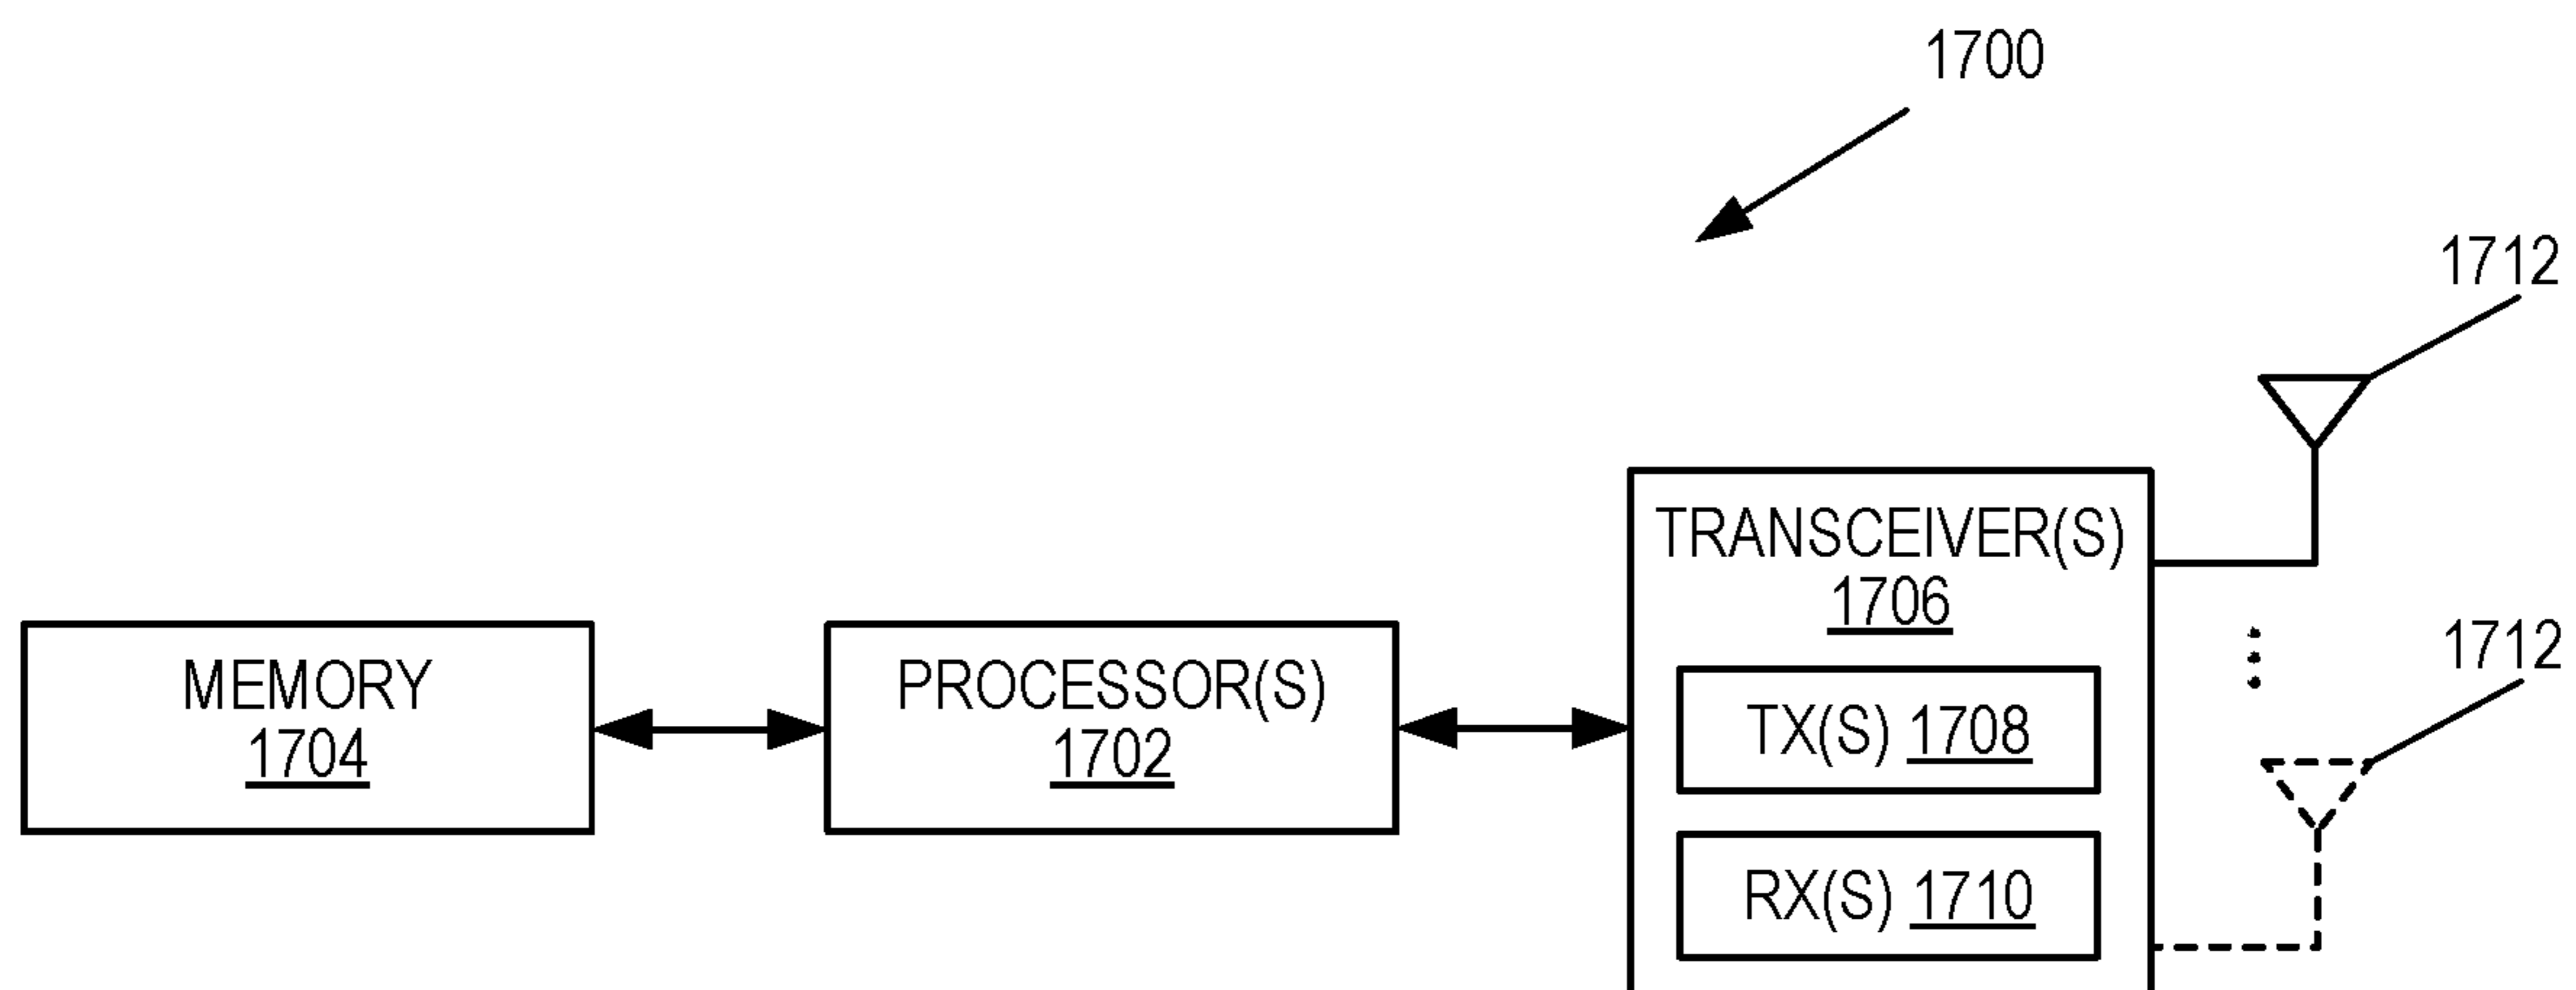 1700
1712
TRANSCEIVER(S)
1706
1712
MEMORY
1704
PROCESSOR(S)
1702
TX(S) 1708
RX(S) 1710